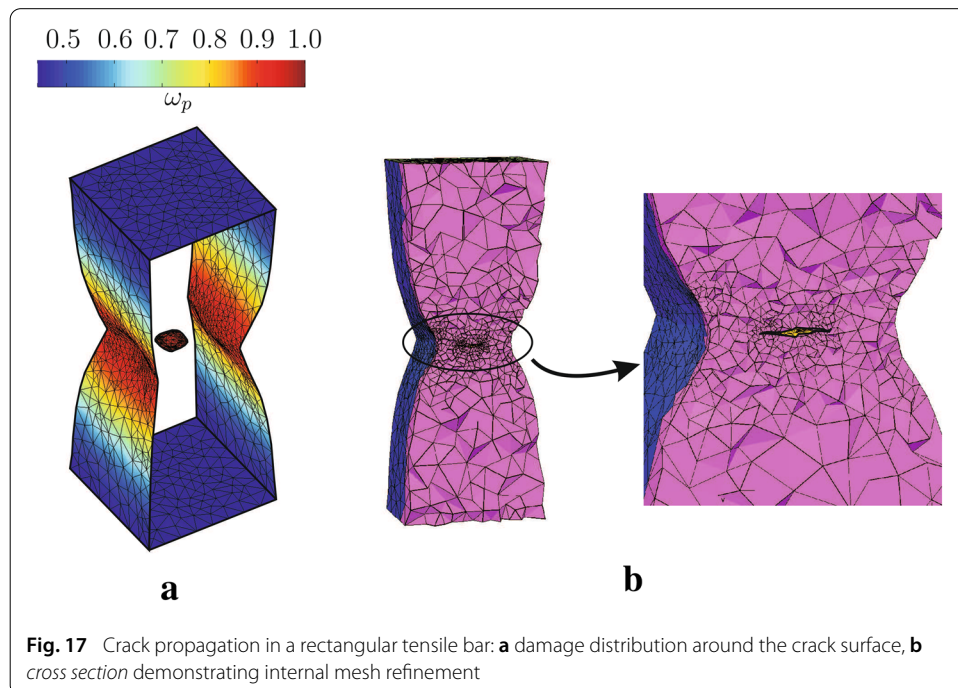 0.5 0.6 0.7 0.8 0.9 1.0
ωₚ
a
b
Fig. 17 Crack propagation in a rectangular tensile bar: a damage distribution around the crack surface, b
cross section demonstrating internal mesh refinement